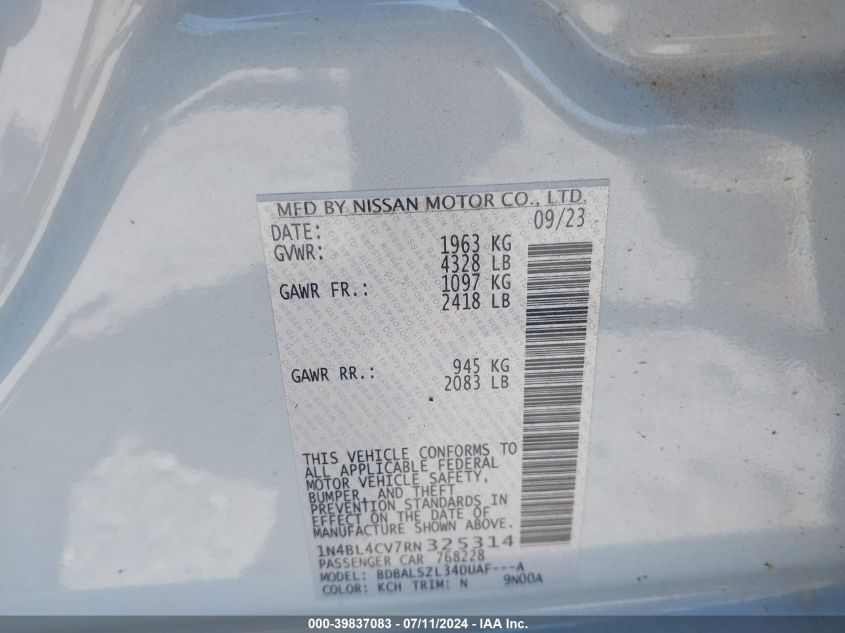 MFD BY NISSAN MOTOR CO., LTD.
DATE: 09/23
GVWR: 1963 KG
4328 LB
GAWR FR.: 1097 KG
2418 LB
GAWR RR.: 945 KG
2083 LB
THIS VEHICLE CONFORMS TO
ALL APPLICABLE FEDERAL
MOTOR VEHICLE SAFETY,
BUMPER, AND THEFT
PREVENTION STANDARDS IN
EFFECT ON THE DATE OF
MANUFACTURE SHOWN ABOVE.
1N4BL4CV7RN325314
PASSENGER CAR 768228
MODEL: BDBALSZL34DUAF---A
COLOR: KCH TRIM: N 9N00A
000-39837083 - 07/11/2024 - IAA Inc.